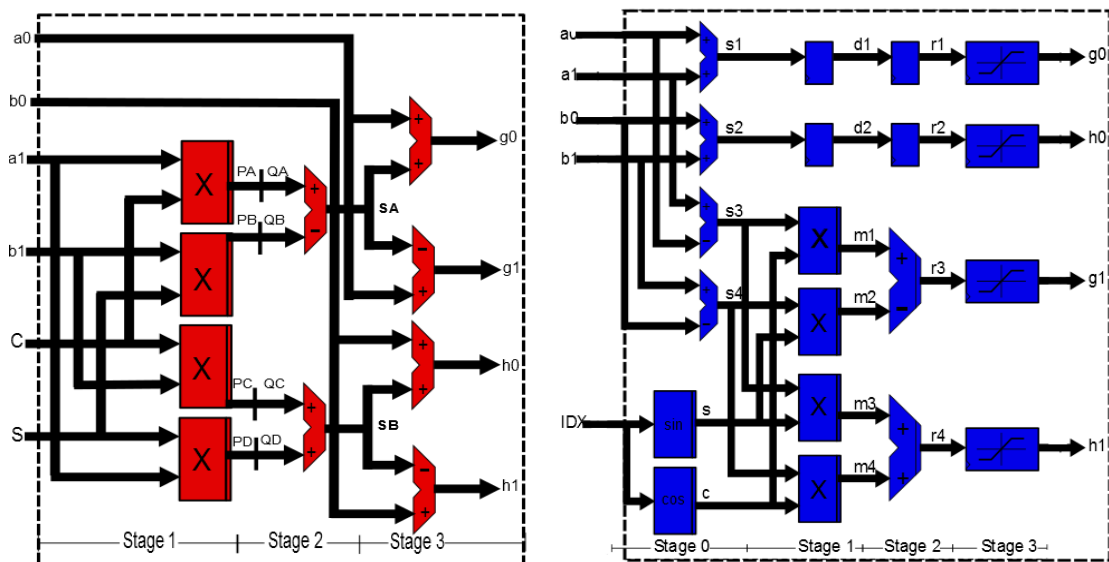 a0
b0
a1
b1
C
S
X
X
X
X
PA QA
PB QB
PC QC
PD QD
+
−
+
+
SA
SB
+
+
−
+
+
+
−
+
g0
g1
h0
h1
Stage 1
Stage 2
Stage 3
a0
a1
b0
b1
IDX
+
+
+
+
+
−
+
−
s1
s2
s3
s4
sin
cos
s
c
d1
d2
r1
r2
X
X
X
X
m1
m2
m3
m4
+
−
+
+
r3
r4
g0
h0
g1
h1
Stage 0
Stage 1
Stage 2
Stage 3